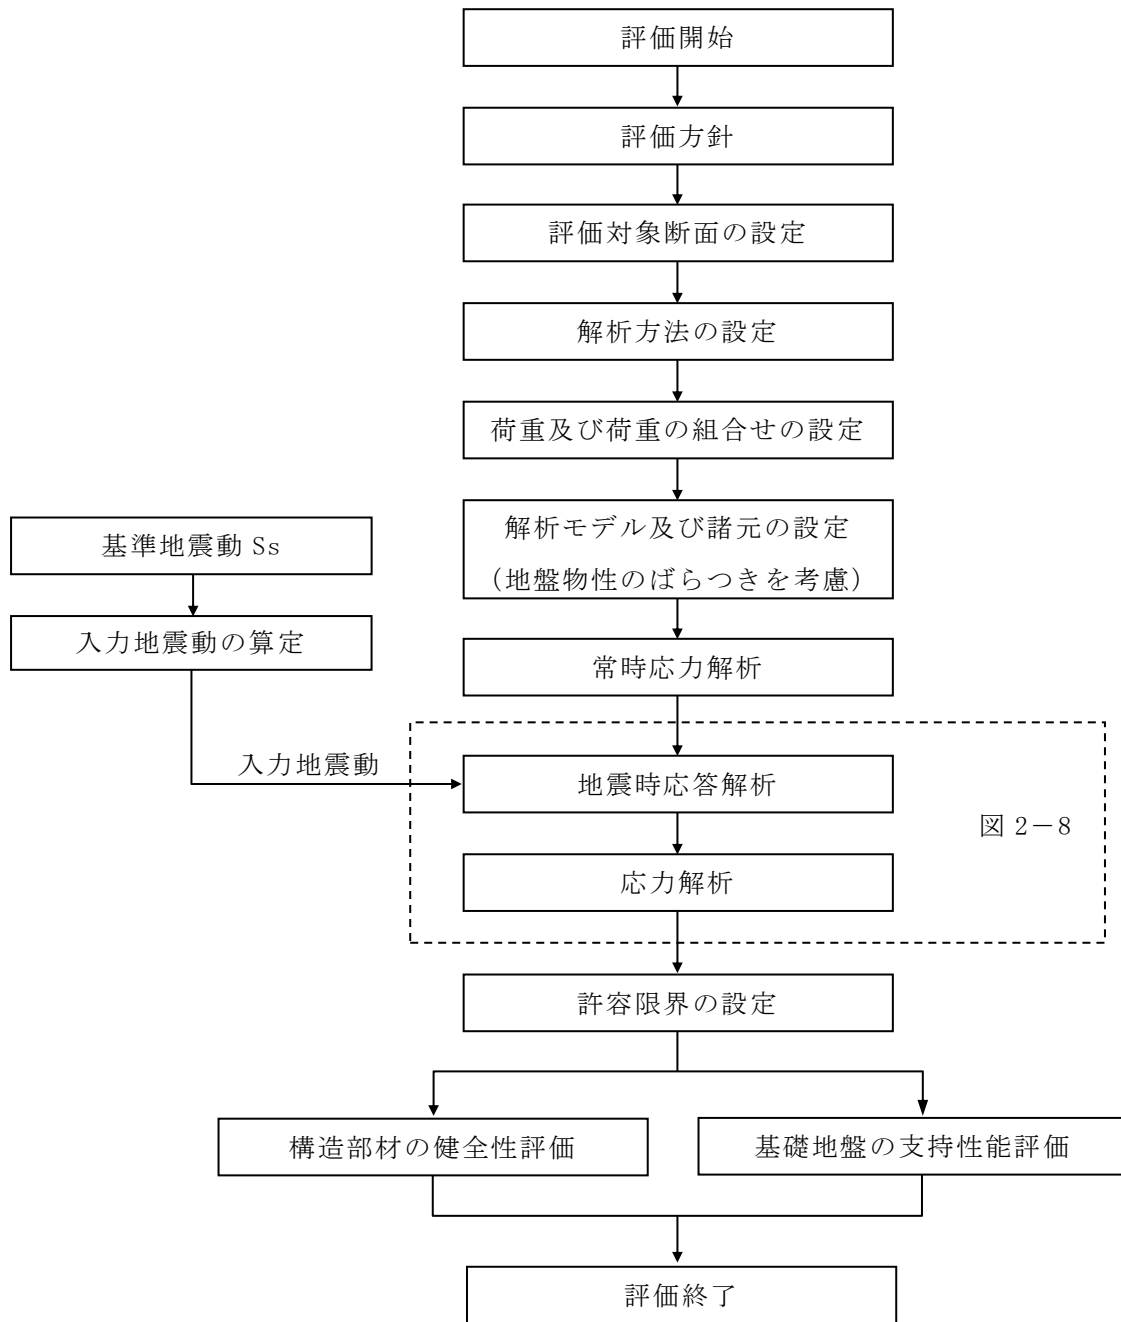 評価開始
評価方針
評価対象断面の設定
解析方法の設定
荷重及び荷重の組合せの設定
解析モデル及び諸元の設定
(地盤物性のばらつきを考慮)
基準地震動 Ss
入力地震動の算定
常時応力解析
入力地震動
地震時応答解析
図 2-8
応力解析
許容限界の設定
構造部材の健全性評価
基礎地盤の支持性能評価
評価終了